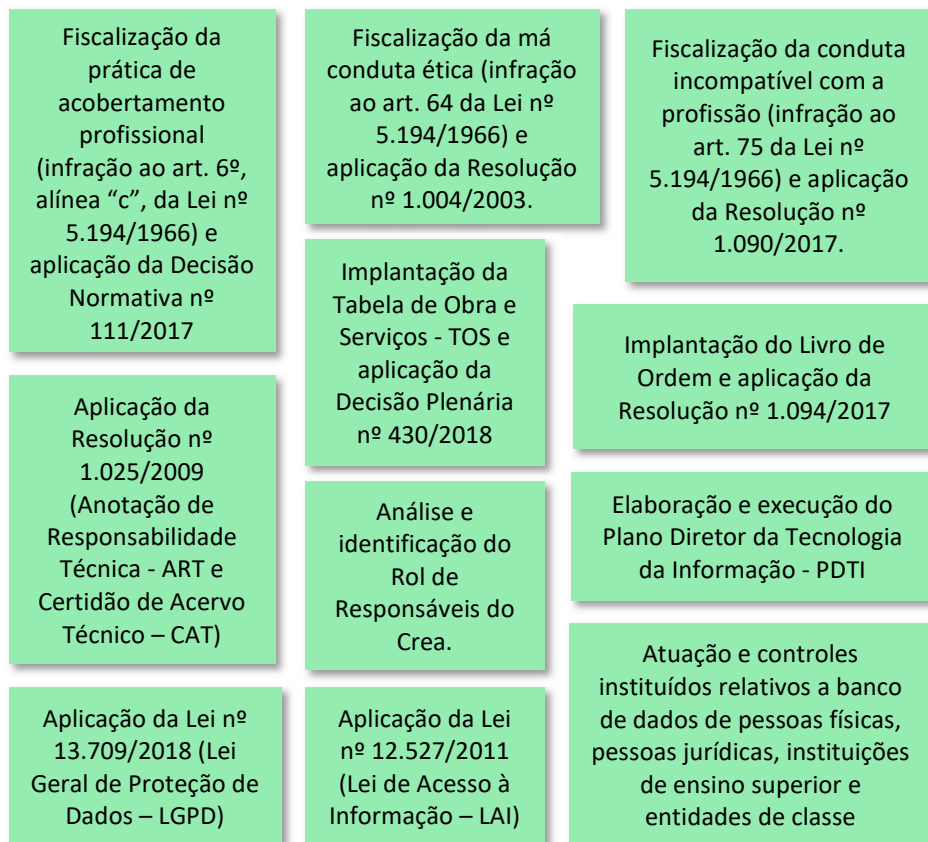 Fiscalização da
prática de
acobertamento
profissional
(infração ao art. 6º,
alínea “c”, da Lei nº
5.194/1966) e
aplicação da Decisão
Normativa nº
111/2017
Fiscalização da má
conduta ética (infração
ao art. 64 da Lei nº
5.194/1966) e
aplicação da Resolução
nº 1.004/2003.
Fiscalização da conduta
incompatível com a
profissão (infração ao
art. 75 da Lei nº
5.194/1966) e aplicação
da Resolução nº
1.090/2017.
Implantação da
Tabela de Obra e
Serviços - TOS e
aplicação da
Decisão Plenária
nº 430/2018
Implantação do Livro de
Ordem e aplicação da
Resolução nº 1.094/2017
Aplicação da
Resolução nº
1.025/2009
(Anotação de
Responsabilidade
Técnica - ART e
Certidão de Acervo
Técnico – CAT)
Análise e
identificação do
Rol de
Responsáveis do
Crea.
Elaboração e execução do
Plano Diretor da Tecnologia
da Informação - PDTI
Aplicação da Lei nº
13.709/2018 (Lei
Geral de Proteção de
Dados – LGPD)
Aplicação da Lei
nº 12.527/2011
(Lei de Acesso à
Informação – LAI)
Atuação e controles
instituídos relativos a banco
de dados de pessoas físicas,
pessoas jurídicas, instituições
de ensino superior e
entidades de classe